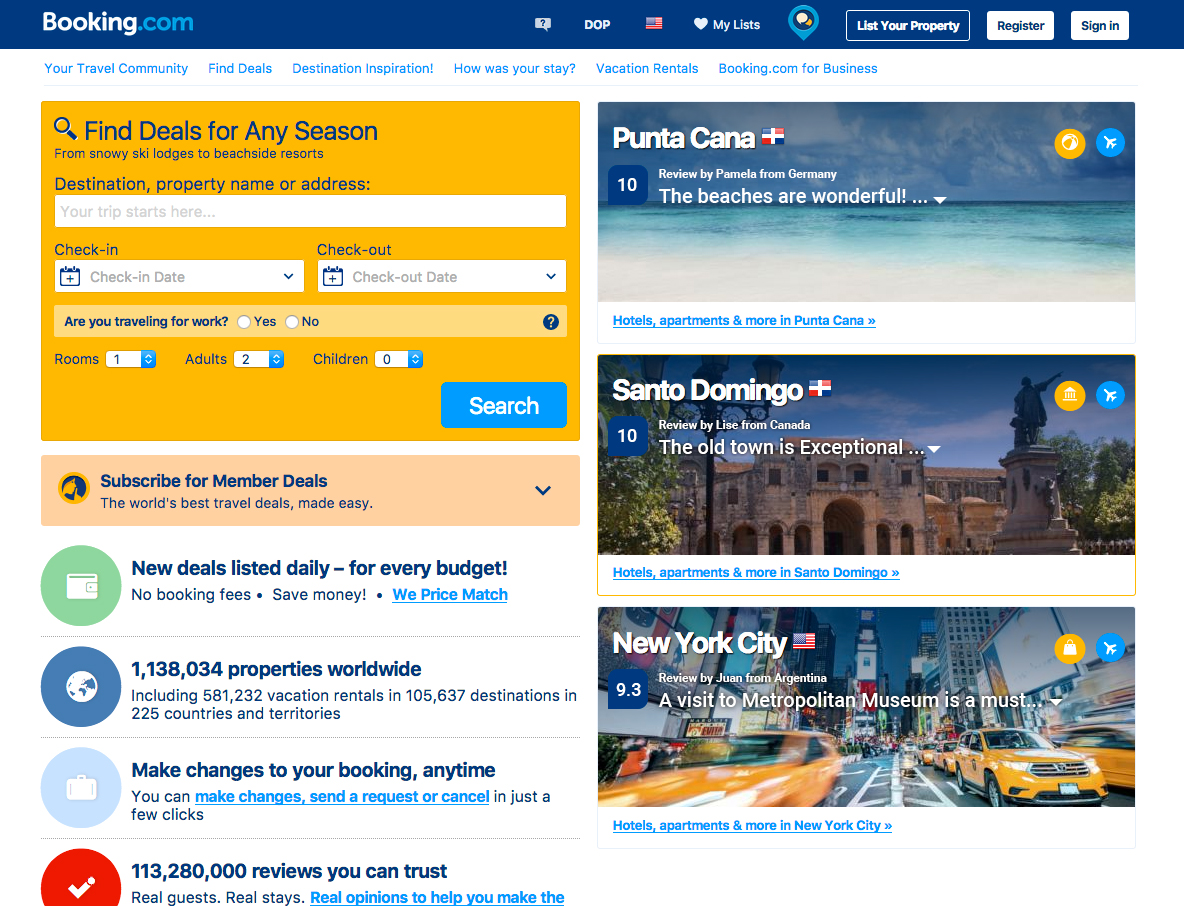 Booking.com
DOP
My Lists
List Your Property
Register
Sign in
Your Travel Community
Find Deals
Destination Inspiration!
How was your stay?
Vacation Rentals
Booking.com for Business
Find Deals for Any Season
From snowy ski lodges to beachside resorts
Destination, property name or address:
Your trip starts here...
Check-in
Check-out
Check-in Date
Check-out Date
Are you traveling for work? Yes No ?
Rooms 1 Adults 2 Children 0
Search
Subscribe for Member Deals
The world's best travel deals, made easy.
New deals listed daily – for every budget!
No booking fees • Save money! • We Price Match
1,138,034 properties worldwide
Including 581,232 vacation rentals in 105,637 destinations in
225 countries and territories
Make changes to your booking, anytime
You can make changes, send a request or cancel in just a
few clicks
113,280,000 reviews you can trust
Real guests. Real stays. Real opinions to help you make the
Punta Cana
10
Review by Pamela from Germany
The beaches are wonderful! ...
Hotels, apartments & more in Punta Cana »
Santo Domingo
10
Review by Lise from Canada
The old town is Exceptional ...
Hotels, apartments & more in Santo Domingo »
New York City
9.3
Review by Juan from Argentina
A visit to Metropolitan Museum is a must...
Hotels, apartments & more in New York City »